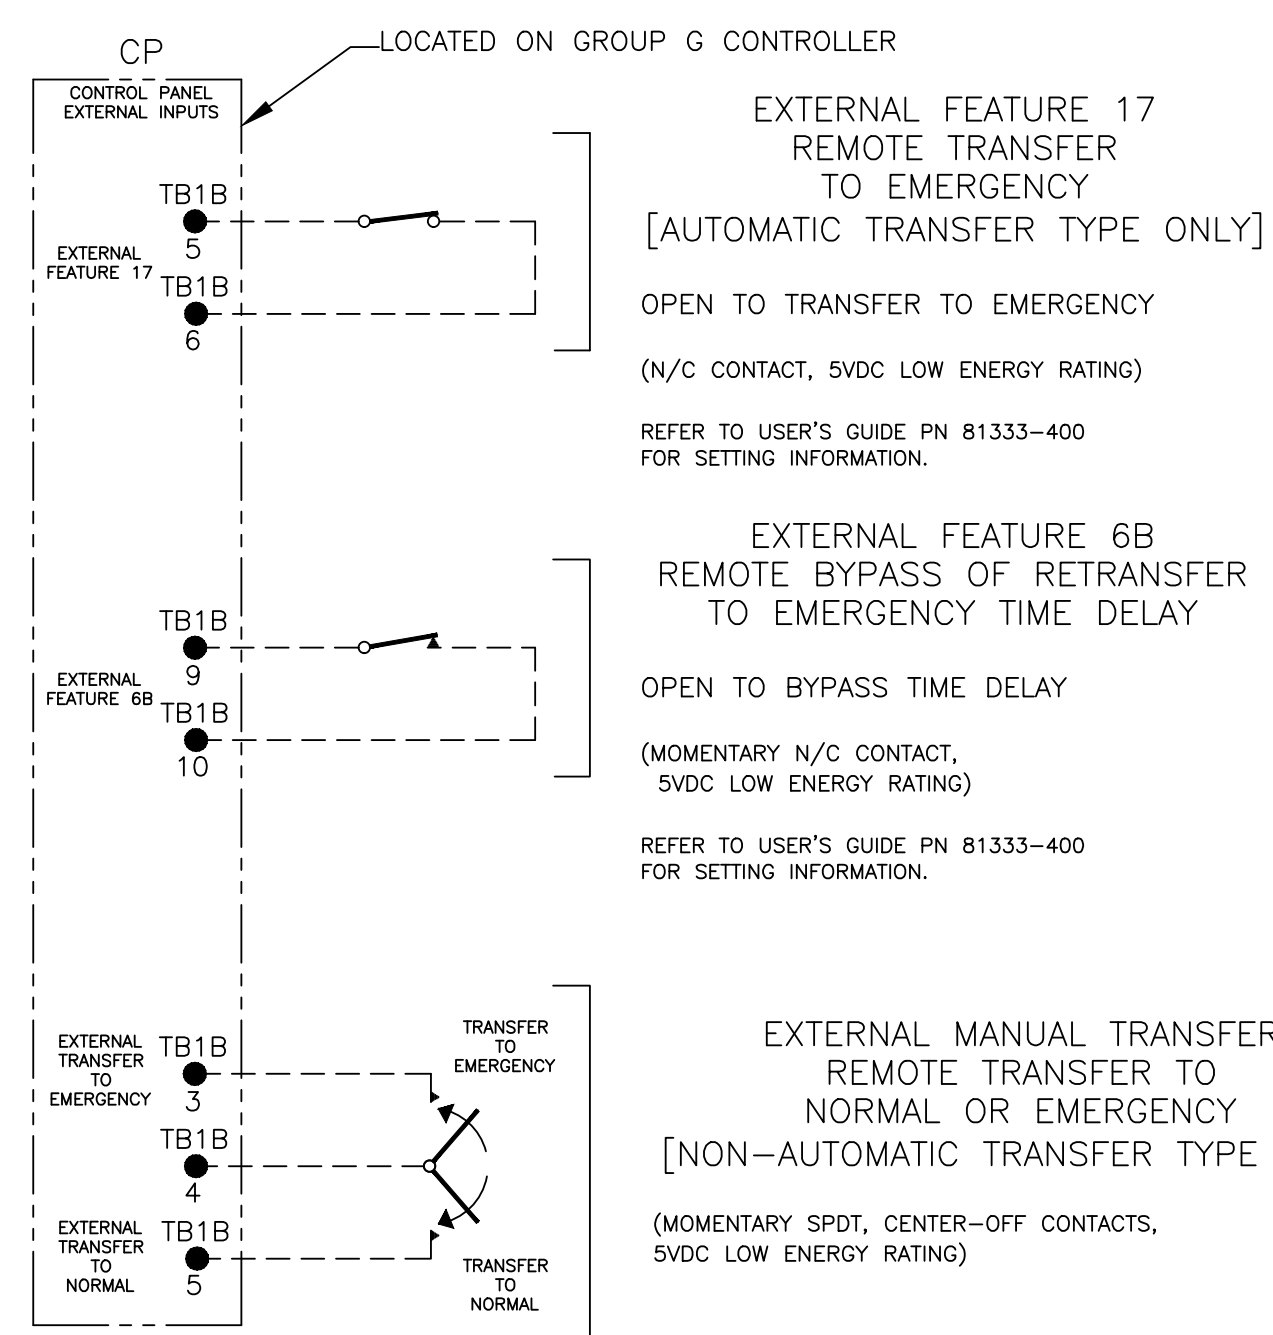 CP
LOCATED ON GROUP G CONTROLLER
CONTROL PANEL
EXTERNAL INPUTS
EXTERNAL FEATURE 17
REMOTE TRANSFER
TO EMERGENCY
[AUTOMATIC TRANSFER TYPE ONLY]
TB1B
5
EXTERNAL
FEATURE 17
TB1B
6
OPEN TO TRANSFER TO EMERGENCY
(N/C CONTACT, 5VDC LOW ENERGY RATING)
REFER TO USER'S GUIDE PN 81333-400
FOR SETTING INFORMATION.
EXTERNAL FEATURE 6B
REMOTE BYPASS OF RETRANSFER
TO EMERGENCY TIME DELAY
TB1B
9
EXTERNAL
FEATURE 6B
TB1B
10
OPEN TO BYPASS TIME DELAY
(MOMENTARY N/C CONTACT,
5VDC LOW ENERGY RATING)
REFER TO USER'S GUIDE PN 81333-400
FOR SETTING INFORMATION.
EXTERNAL
TRANSFER
TO
EMERGENCY
TB1B
3
TRANSFER
TO
EMERGENCY
TB1B
4
EXTERNAL
TRANSFER
TO
NORMAL
TB1B
5
TRANSFER
TO
NORMAL
EXTERNAL MANUAL TRANSFER
REMOTE TRANSFER TO
NORMAL OR EMERGENCY
[NON-AUTOMATIC TRANSFER TYPE
(MOMENTARY SPDT, CENTER-OFF CONTACTS,
5VDC LOW ENERGY RATING)